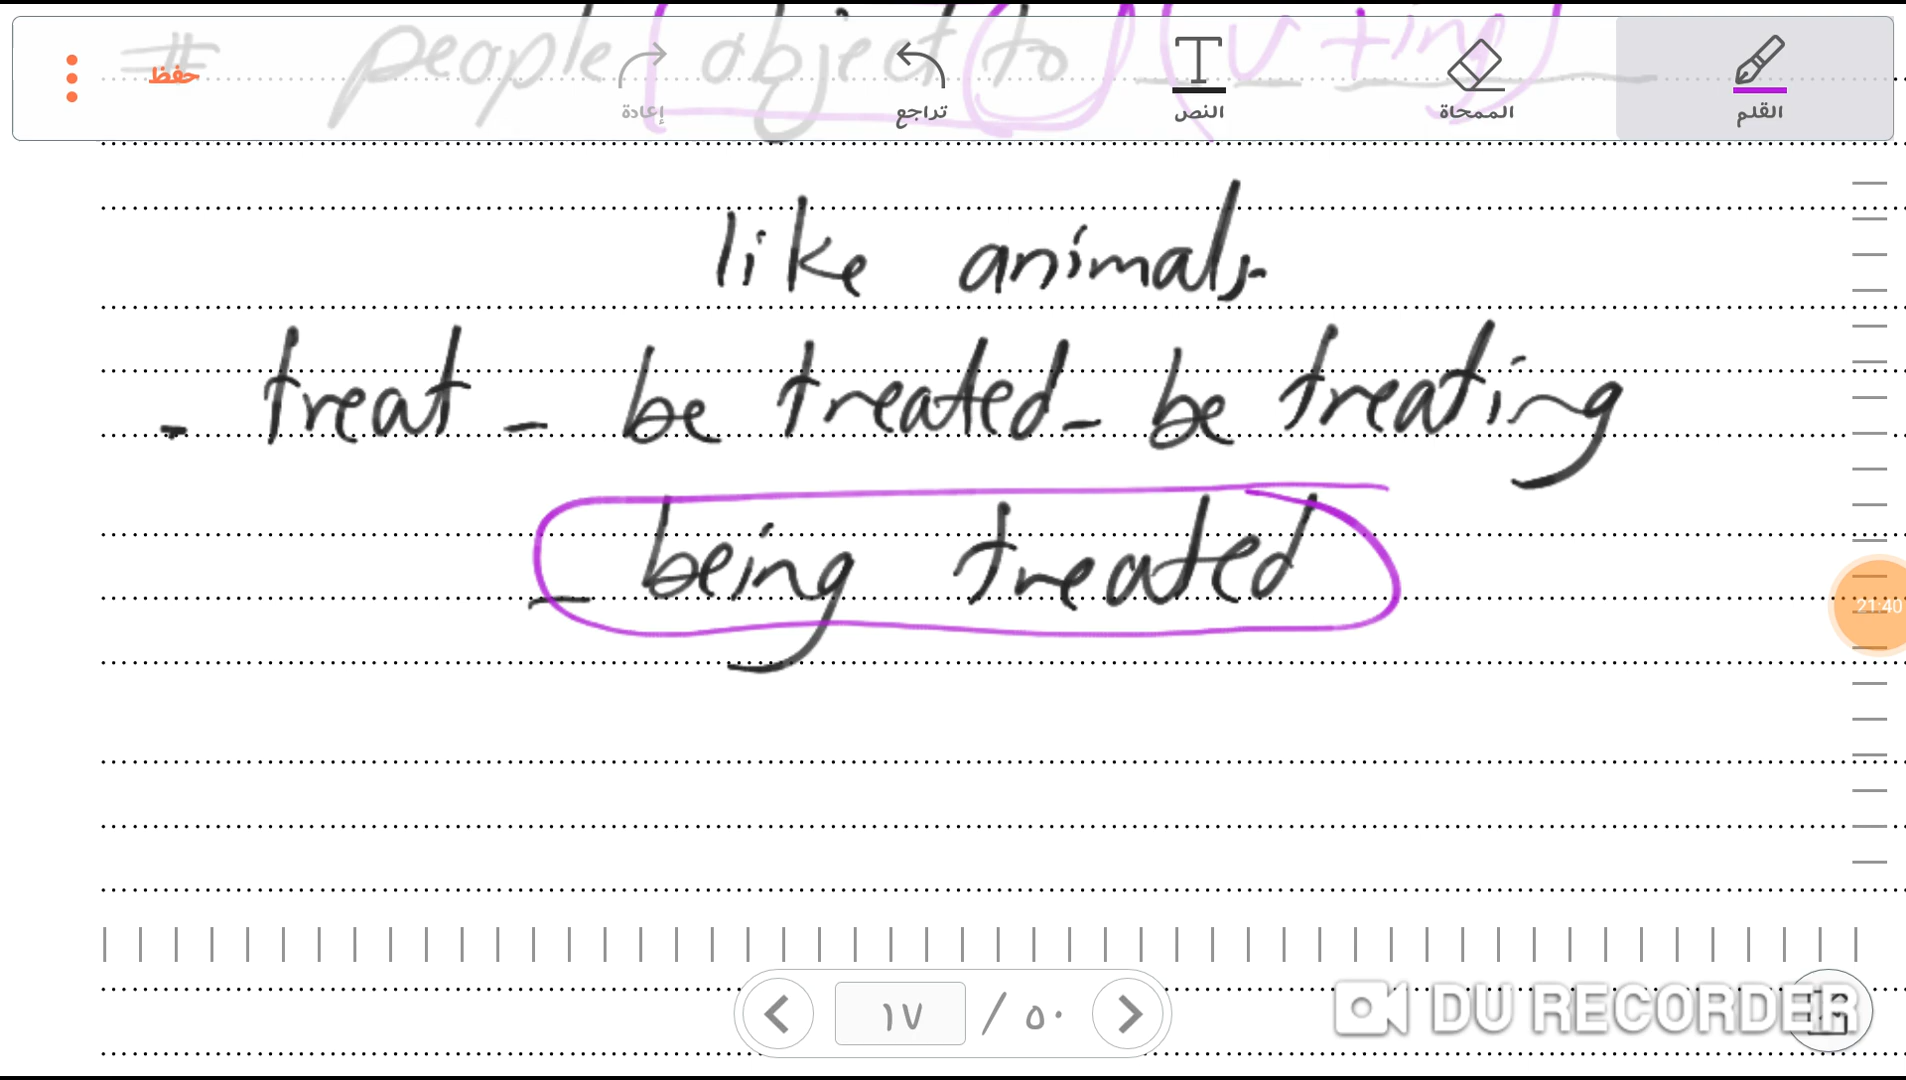 # people object to (v + ing)
حفظ
إعادة
تراجع
النص
الممحاة
القلم
like animals.
- treat - be treated - be treating
- being treated
21:40
١٧ / ٥٠
DU RECORDER